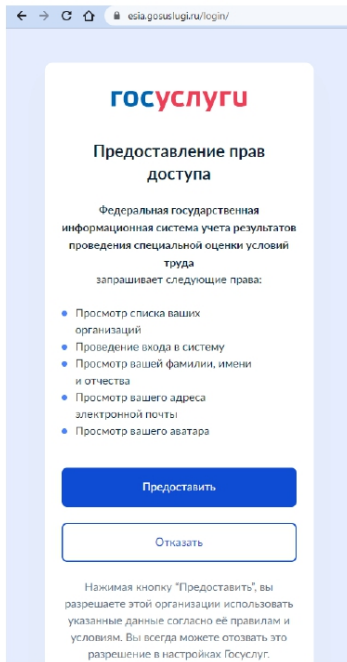 esia.gosuslugi.ru/login/
госуслуги
Предоставление прав
доступа
Федеральная государственная
информационная система учета результатов
проведения специальной оценки условий
труда
запрашивает следующие права:
Просмотр списка ваших
организаций
Проведение входа в систему
Просмотр вашей фамилии, имени
и отчества
Просмотр вашего адреса
электронной почты
Просмотр вашего аватара
Предоставить
Отказать
Нажимая кнопку “Предоставить”, вы
разрешаете этой организации использовать
указанные данные согласно её правилам и
условиям. Вы всегда можете отозвать это
разрешение в настройках Госуслуг.